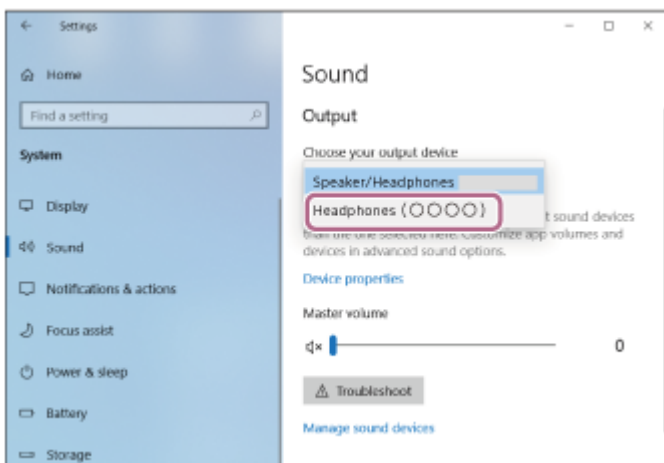 Settings
Home
Find a setting
System
Display
Sound
Notifications & actions
Focus assist
Power & sleep
Battery
Storage
Sound
Output
Choose your output device
Speaker/Headphones
Headphones (○○○○)
t sound devices
than the one selected here. Customize app volumes and
devices in advanced sound options.
Device properties
Master volume
0
Troubleshoot
Manage sound devices